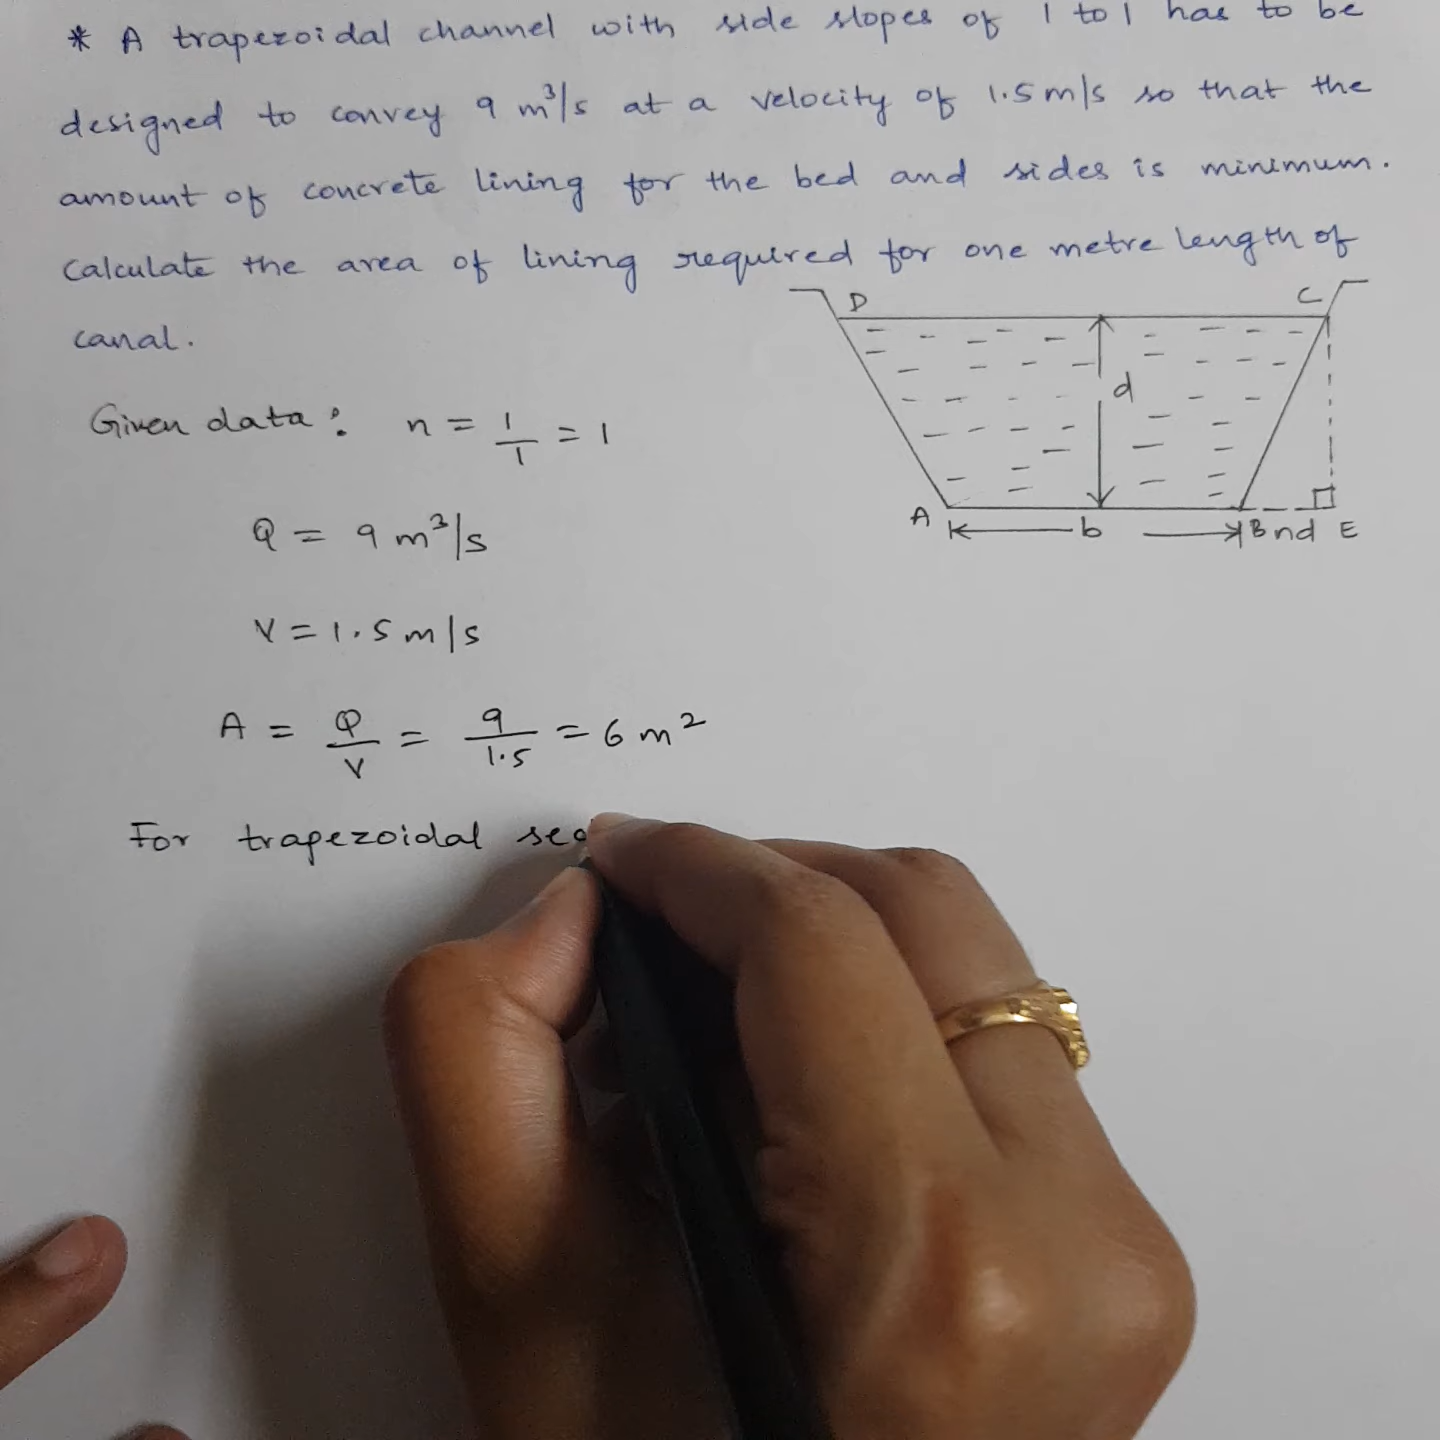 * A trapezoidal channel with side slopes of 1 to 1 has to be
designed to convey 9 m³/s at a velocity of 1.5 m/s so that the
amount of concrete lining for the bed and sides is minimum.
Calculate the area of lining required for one metre length of
canal.
D C
d
A b B nd E
Given data : n = 1/1 = 1
Q = 9 m³/s
V = 1.5 m/s
A = Q/V = 9/1.5 = 6 m²
For trapezoidal